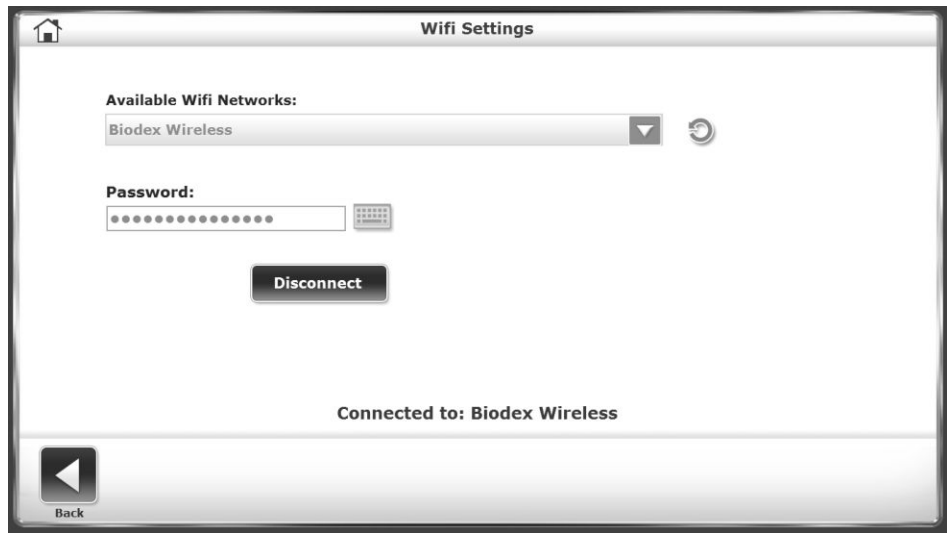 Wifi Settings
Available Wifi Networks:
Biodex Wireless
Password:
●●●●●●●●●●●●●●●
Disconnect
Connected to: Biodex Wireless
Back